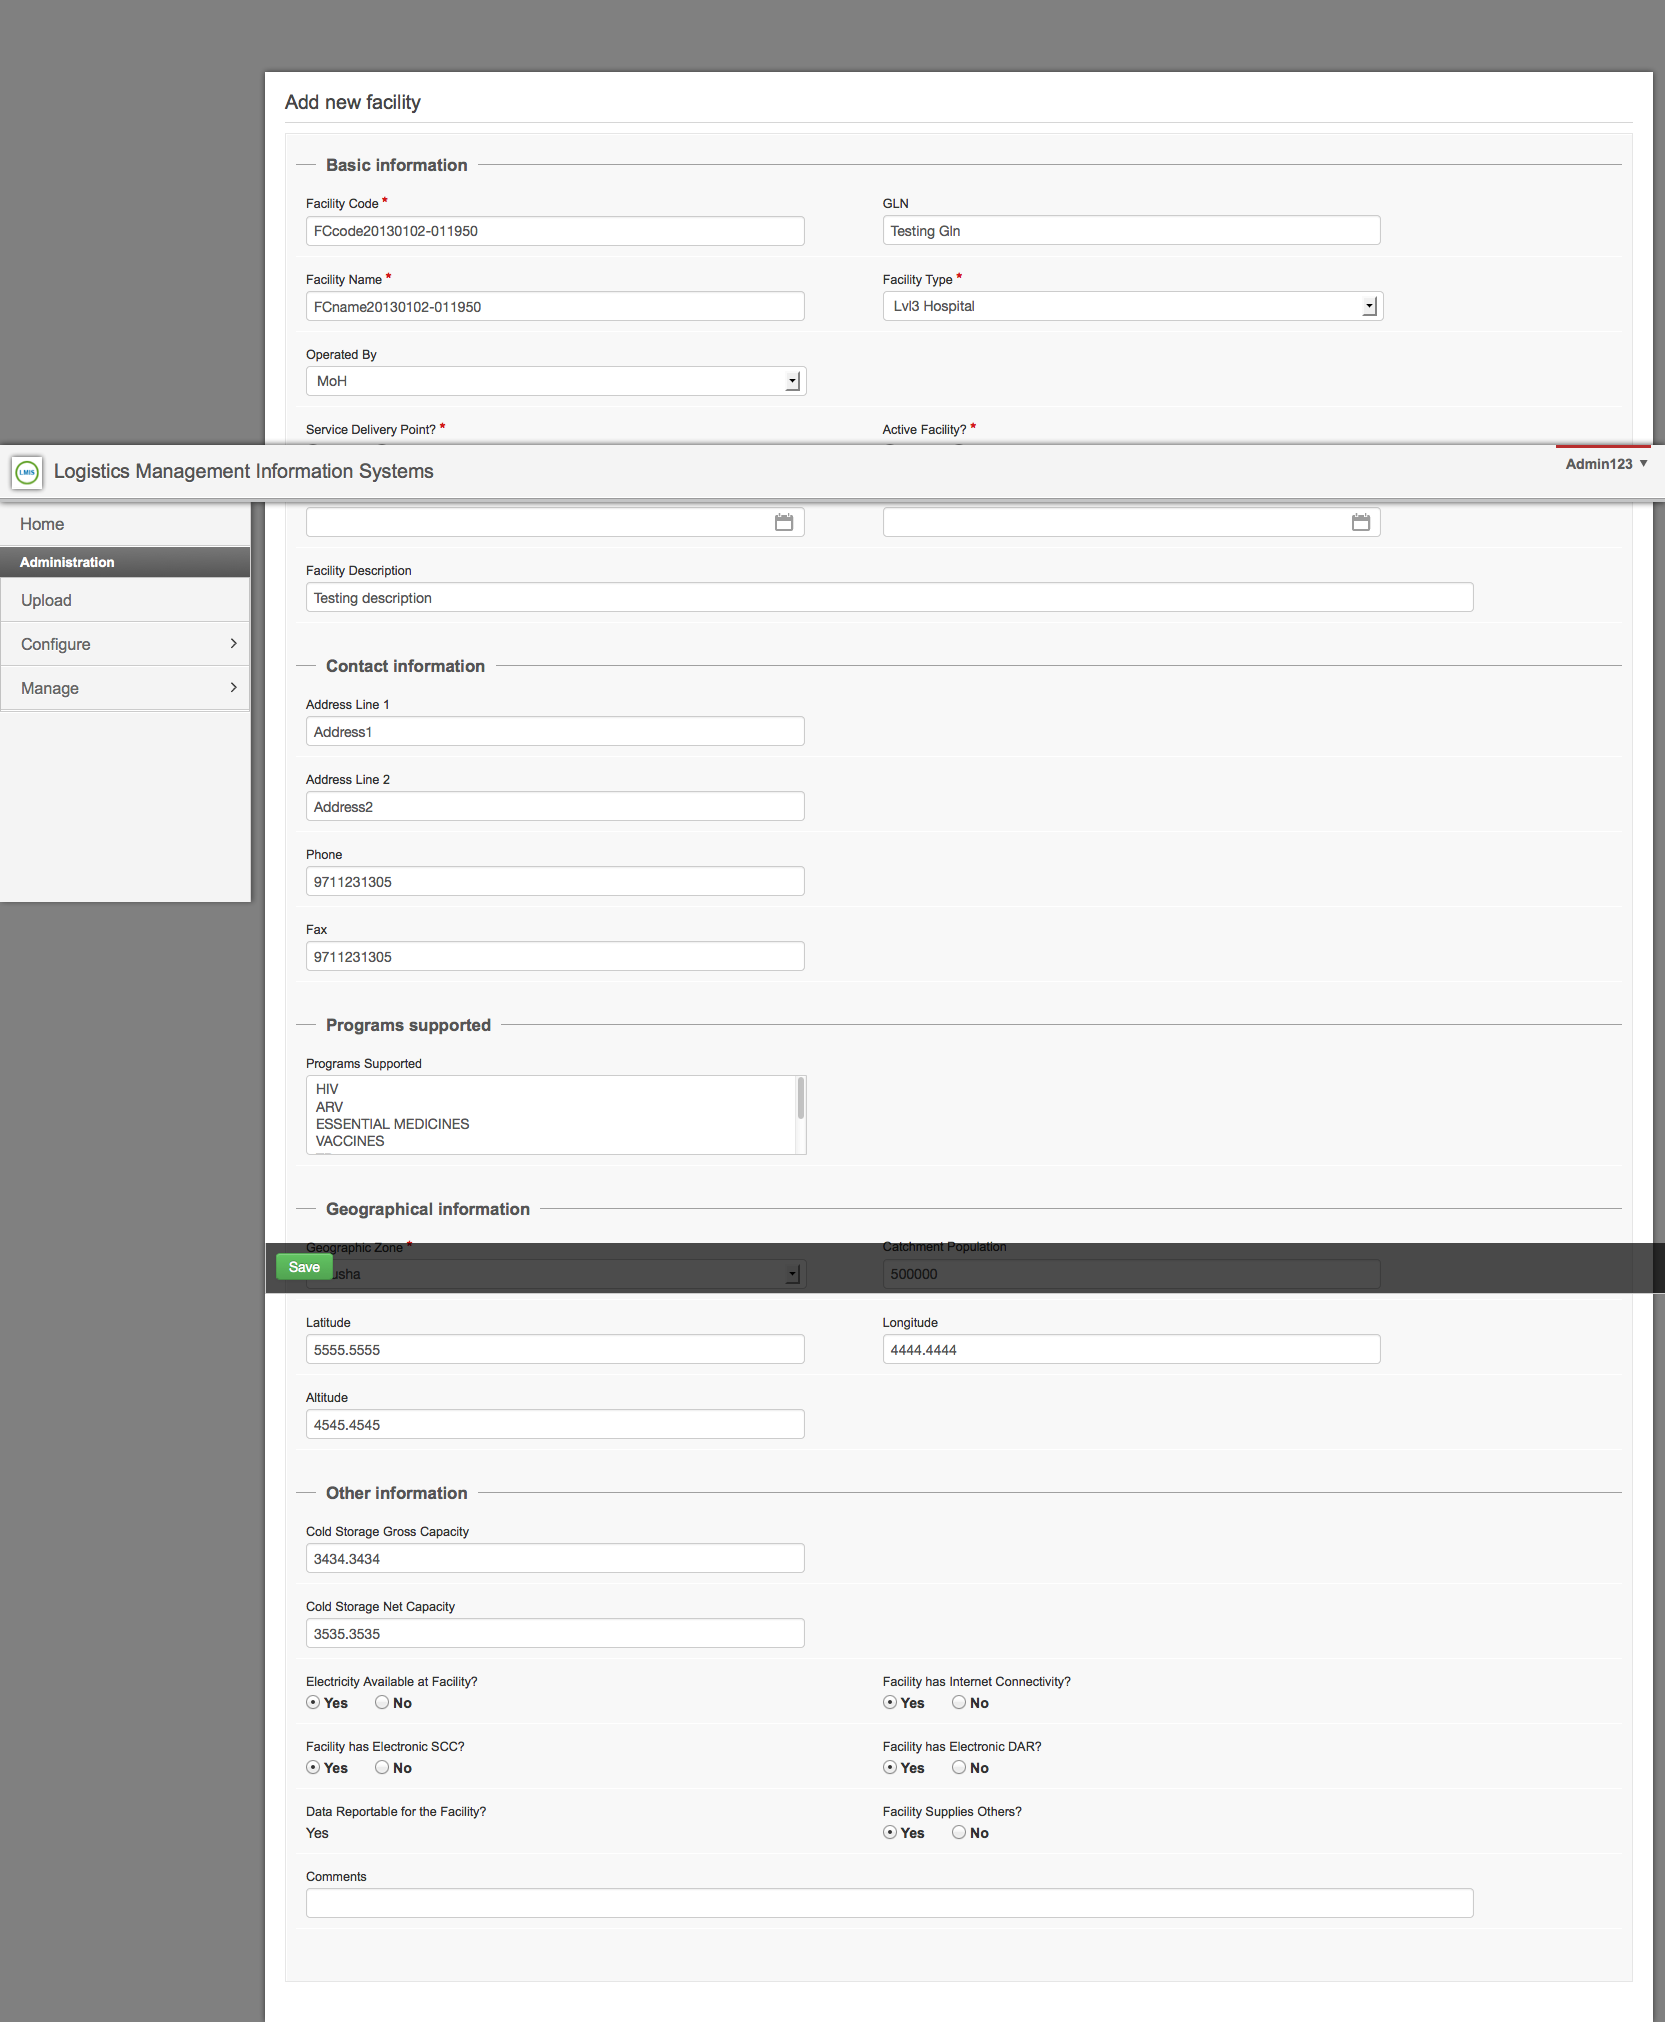 Add new facility
Basic information
Facility Code *
GLN
FCcode20130102-011950
Testing Gln
Facility Name *
Facility Type *
FCname20130102-011950
Lvl3 Hospital
Operated By
MoH
Service Delivery Point? *
Active Facility? *
LMIS
Logistics Management Information Systems
Admin123
Home
Administration
Upload
Configure
Manage
Facility Description
Testing description
Contact information
Address Line 1
Address1
Address Line 2
Address2
Phone
9711231305
Fax
9711231305
Programs supported
Programs Supported
HIV
ARV
ESSENTIAL MEDICINES
VACCINES
Geographical information
Geographic Zone *
Catchment Population
Save
500000
Latitude
Longitude
5555.5555
4444.4444
Altitude
4545.4545
Other information
Cold Storage Gross Capacity
3434.3434
Cold Storage Net Capacity
3535.3535
Electricity Available at Facility?
Facility has Internet Connectivity?
Yes No
Yes No
Facility has Electronic SCC?
Facility has Electronic DAR?
Yes No
Yes No
Data Reportable for the Facility?
Facility Supplies Others?
Yes
Yes No
Comments